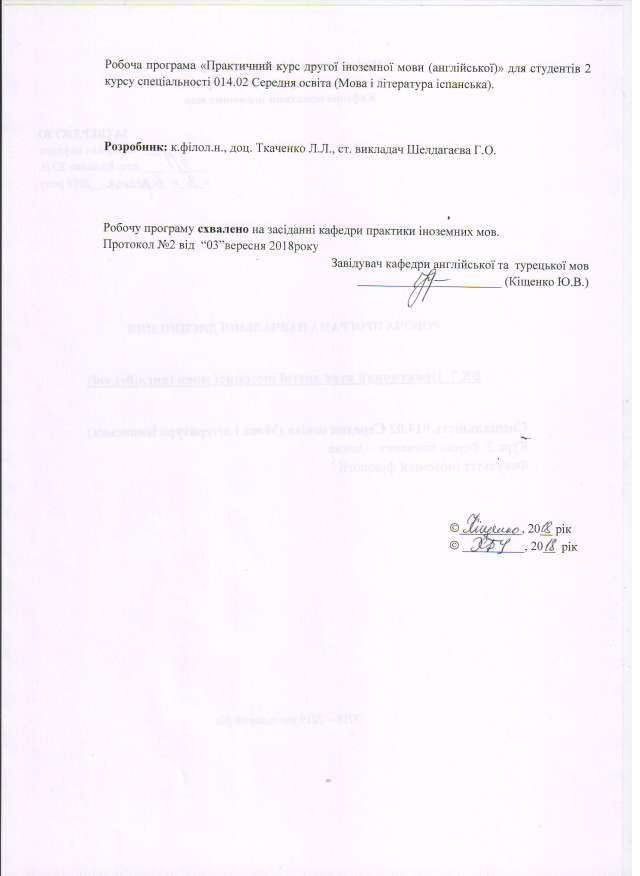 Робоча програма «Практичний курс другої іноземної мови (англійської)» для студентів 2
курсу спеціальності 014.02 Середня освіта (Мова і література іспанська).
Розробник: к.філол.н., доц. Ткаченко Л.Л., ст. викладач Шелдагаєва Г.О.
Робочу програму схвалено на засіданні кафедри практики іноземних мов.
Протокол №2 від “03”вересня 2018року
Завідувач кафедри англійської та турецької мов
________________________ (Кіщенко Ю.В.)
© Кіщенко, 2018 рік
© ХДУ, 2018 рік